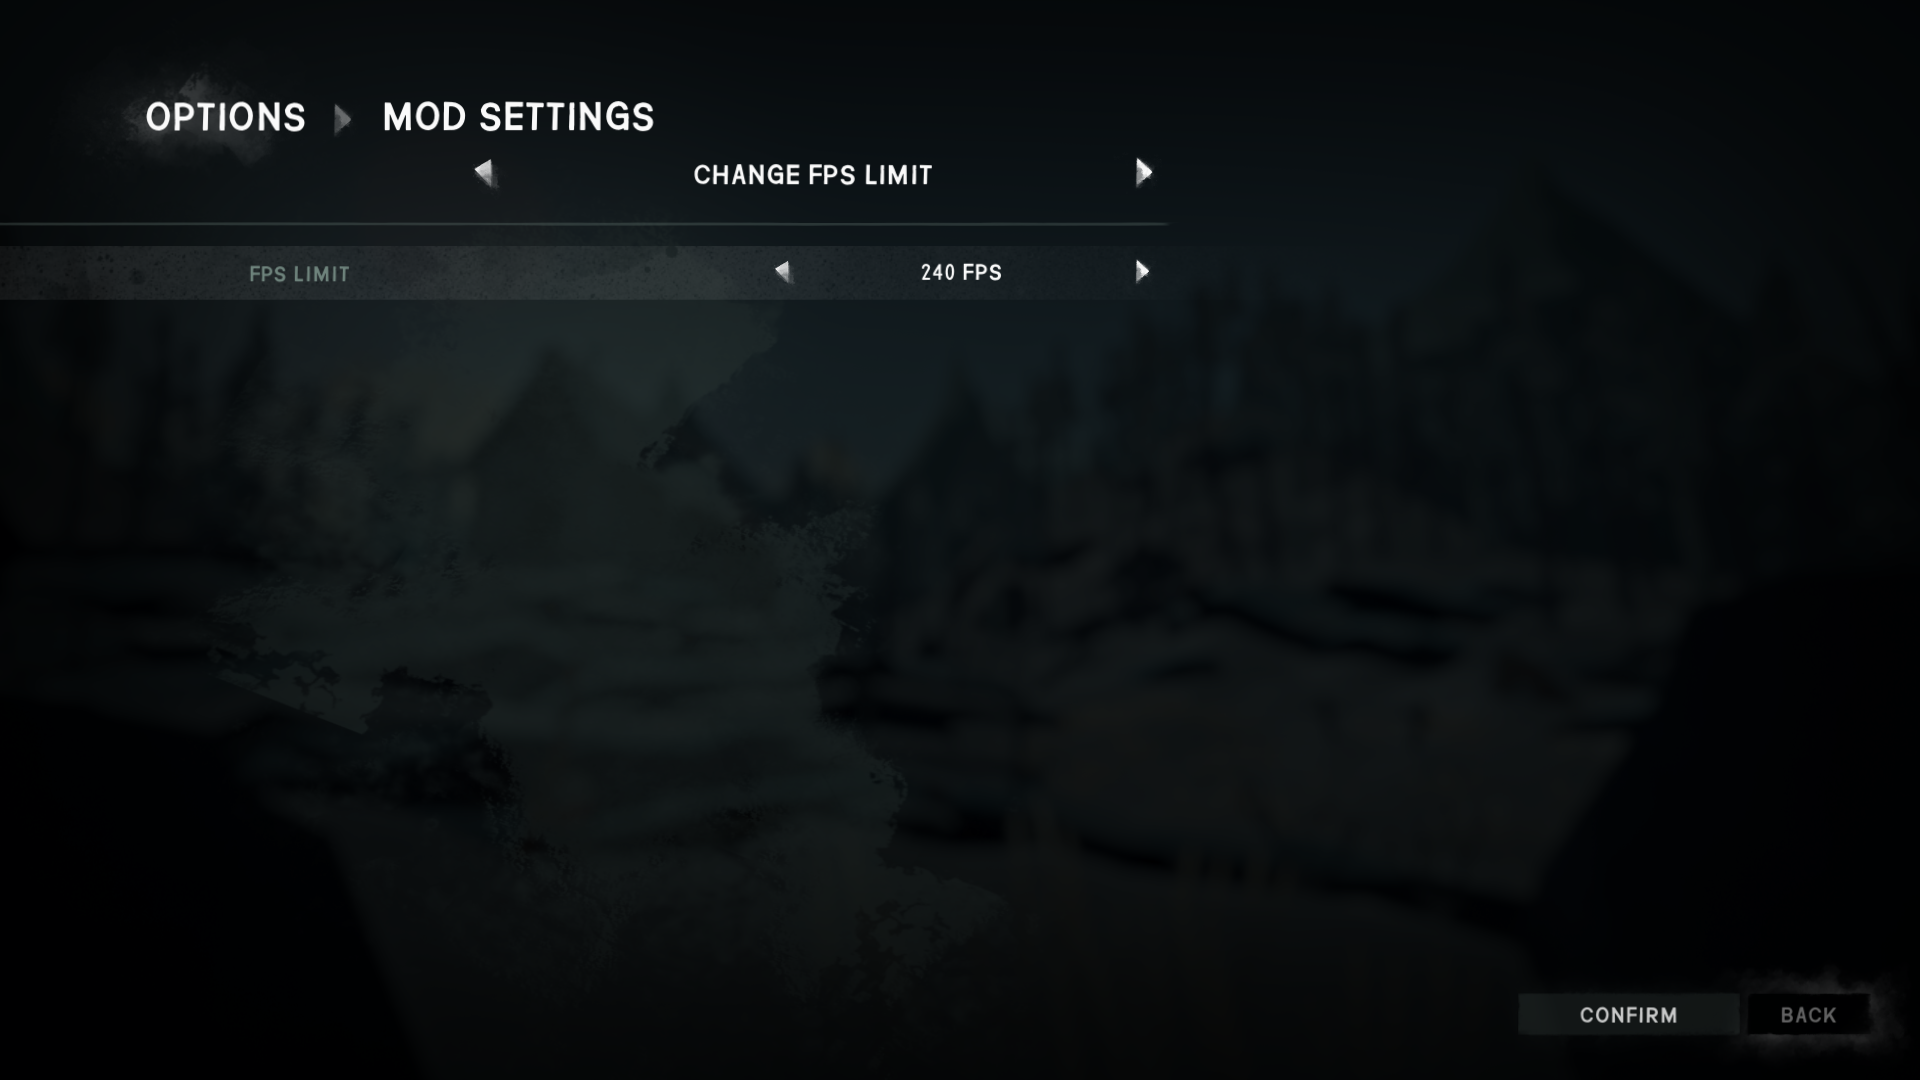 OPTIONS MOD SETTINGS
CHANGE FPS LIMIT
FPS LIMIT 240 FPS
CONFIRM BACK